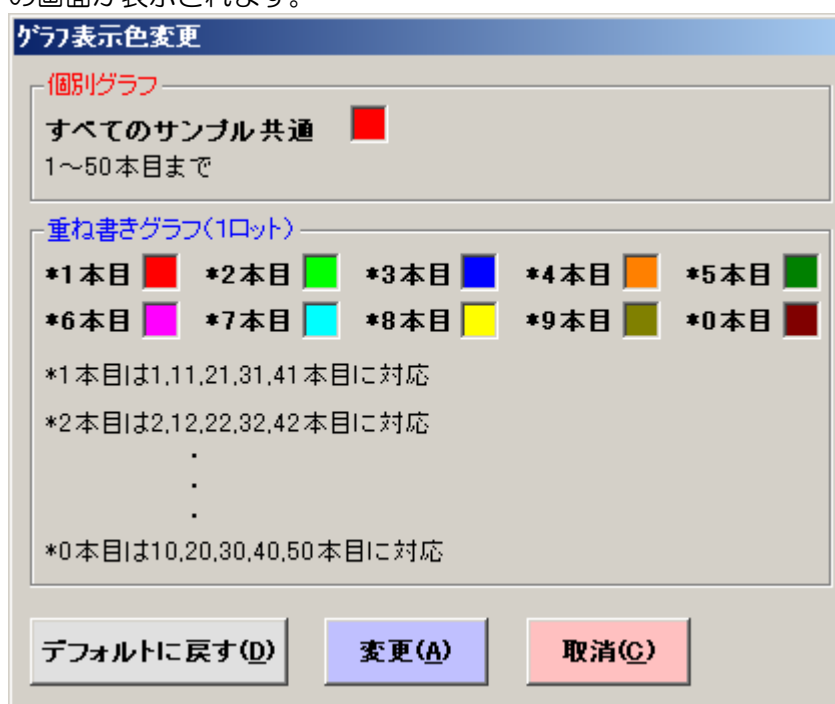 の画面が表示されます。
ｸﾞﾗﾌ表示色変更
個別グラフ
すべてのサンプル共通
1～50本目まで
重ね書きグラフ(1ロット)
*1本目 *2本目 *3本目 *4本目 *5本目
*6本目 *7本目 *8本目 *9本目 *0本目
*1本目は1,11,21,31,41本目に対応
*2本目は2,12,22,32,42本目に対応
・
・
・
*0本目は10,20,30,40,50本目に対応
デフォルトに戻す(D) 変更(A) 取消(C)